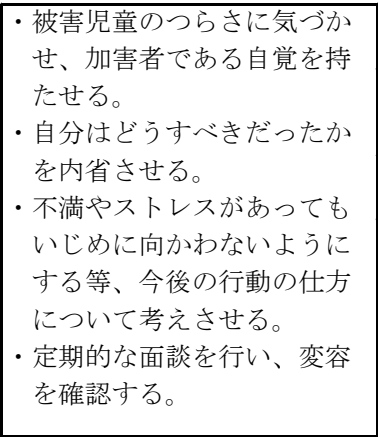 ・被害児童のつらさに気づか
せ、加害者である自覚を持
たせる。
・自分はどうすべきだったか
を内省させる。
・不満やストレスがあっても
いじめに向かわないように
する等、今後の行動の仕方
について考えさせる。
・定期的な面談を行い、変容
を確認する。